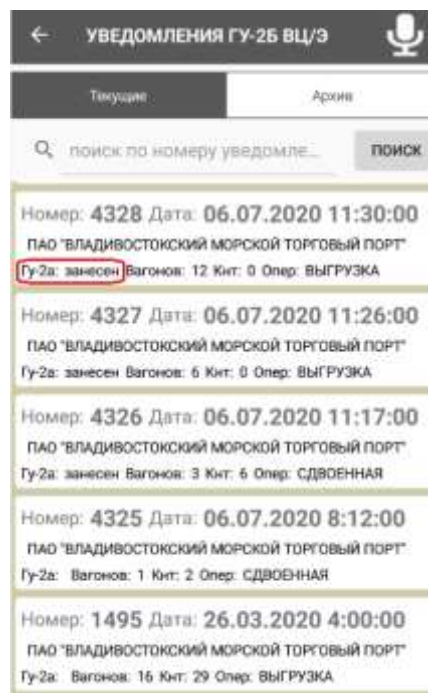 УВЕДОМЛЕНИЯ ГУ-2Б ВЦ/Э
Текущие Архив
поиск по номеру уведомле... ПОИСК
Номер: 4328 Дата: 06.07.2020 11:30:00
ПАО "ВЛАДИВОСТОКСКИЙ МОРСКОЙ ТОРГОВЫЙ ПОРТ"
Гу-2а: занесен Вагонов: 12 Кнт: 0 Опер: ВЫГРУЗКА
Номер: 4327 Дата: 06.07.2020 11:26:00
ПАО "ВЛАДИВОСТОКСКИЙ МОРСКОЙ ТОРГОВЫЙ ПОРТ"
Гу-2а: занесен Вагонов: 6 Кнт: 0 Опер: ВЫГРУЗКА
Номер: 4326 Дата: 06.07.2020 11:17:00
ПАО "ВЛАДИВОСТОКСКИЙ МОРСКОЙ ТОРГОВЫЙ ПОРТ"
Гу-2а: занесен Вагонов: 3 Кнт: 6 Опер: СДВОЕННАЯ
Номер: 4325 Дата: 06.07.2020 8:12:00
ПАО "ВЛАДИВОСТОКСКИЙ МОРСКОЙ ТОРГОВЫЙ ПОРТ"
Гу-2а: Вагонов: 1 Кнт: 2 Опер: СДВОЕННАЯ
Номер: 1495 Дата: 26.03.2020 4:00:00
ПАО "ВЛАДИВОСТОКСКИЙ МОРСКОЙ ТОРГОВЫЙ ПОРТ"
Гу-2а: Вагонов: 16 Кнт: 29 Опер: ВЫГРУЗКА